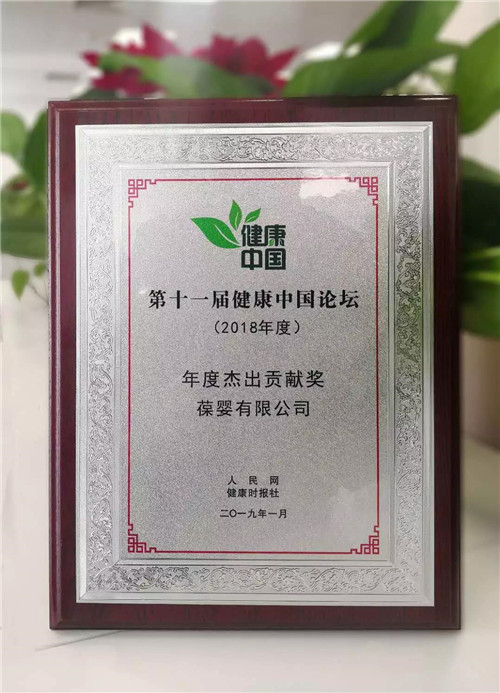 健康
中国
第十一届健康中国论坛
（2018年度）
年度杰出贡献奖
葆婴有限公司
人民网
健康时报社
二〇一九年一月